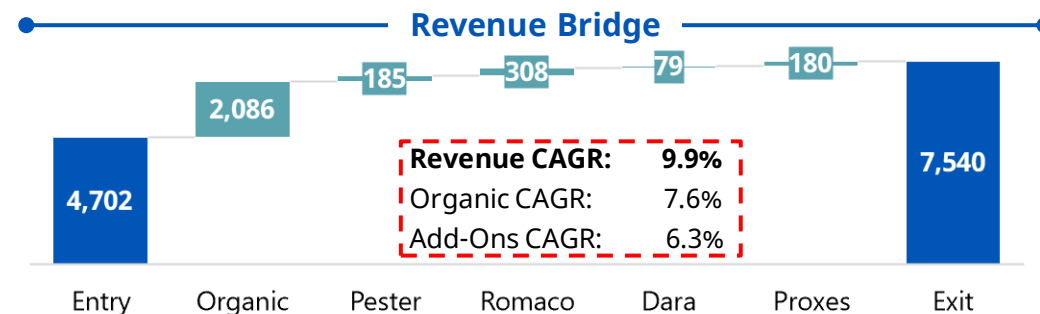 Revenue Bridge
185
308
79
180
2,086
4,702
7,540
Revenue CAGR: 9.9%
Organic CAGR: 7.6%
Add-Ons CAGR: 6.3%
Entry Organic Pester Romaco Dara Proxes Exit